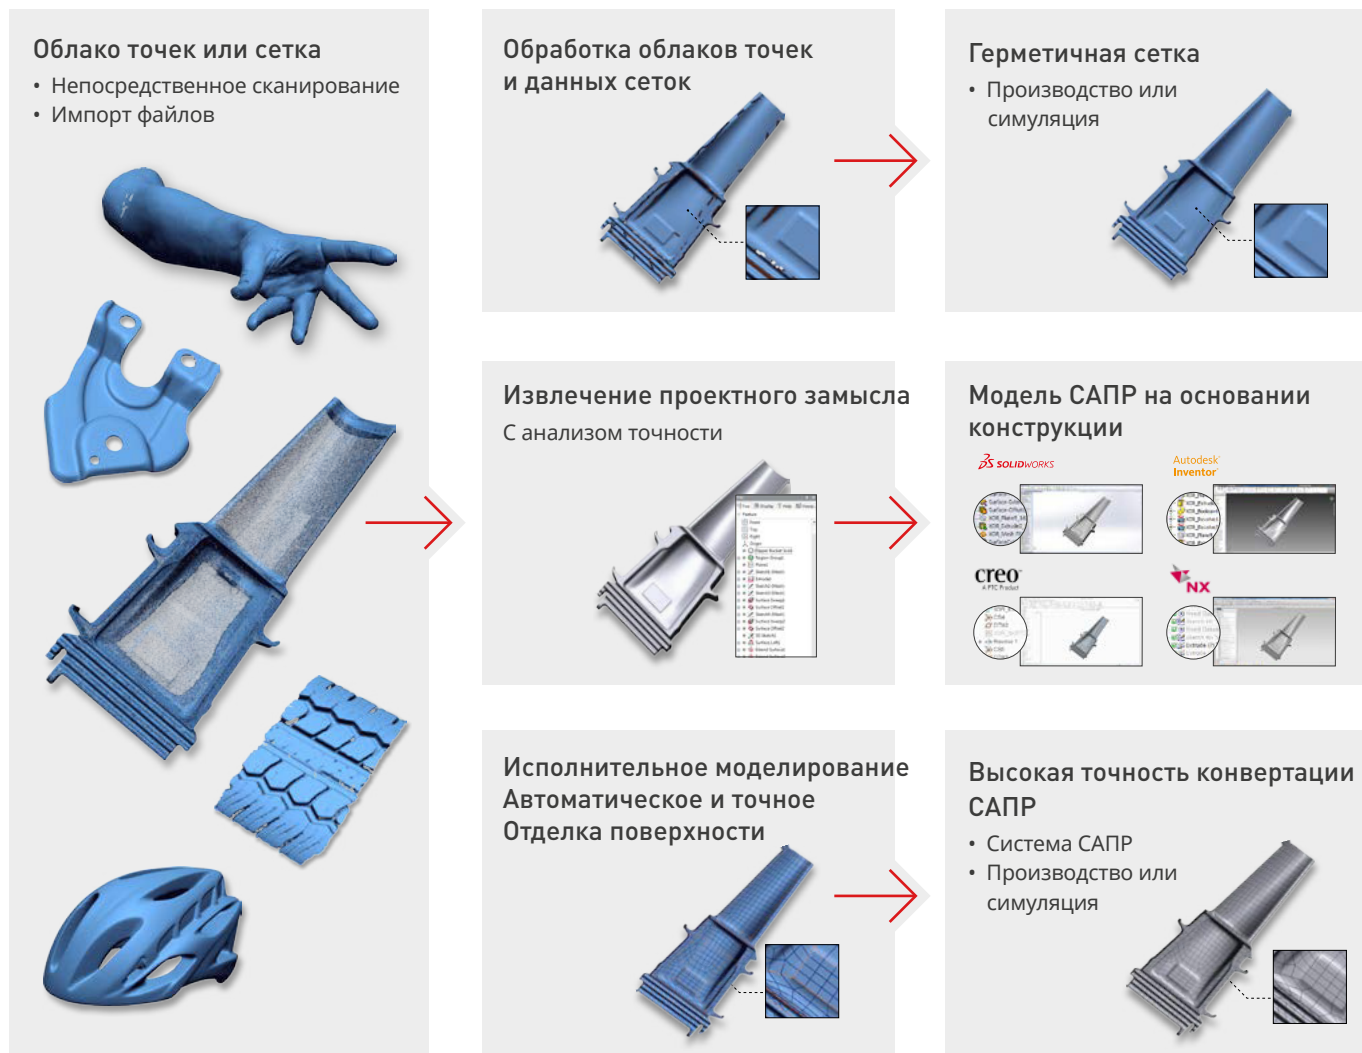 Облако точек или сетка
• Непосредственное сканирование
• Импорт файлов
Обработка облаков точек
и данных сеток
Герметичная сетка
• Производство или
симуляция
Извлечение проектного замысла
С анализом точности
Модель САПР на основании
конструкции
SOLIDWORKS
Autodesk
Inventor
creo
A PTC Product
NX
Исполнительное моделирование
Автоматическое и точное
Отделка поверхности
Высокая точность конвертации
САПР
• Система САПР
• Производство или
симуляция